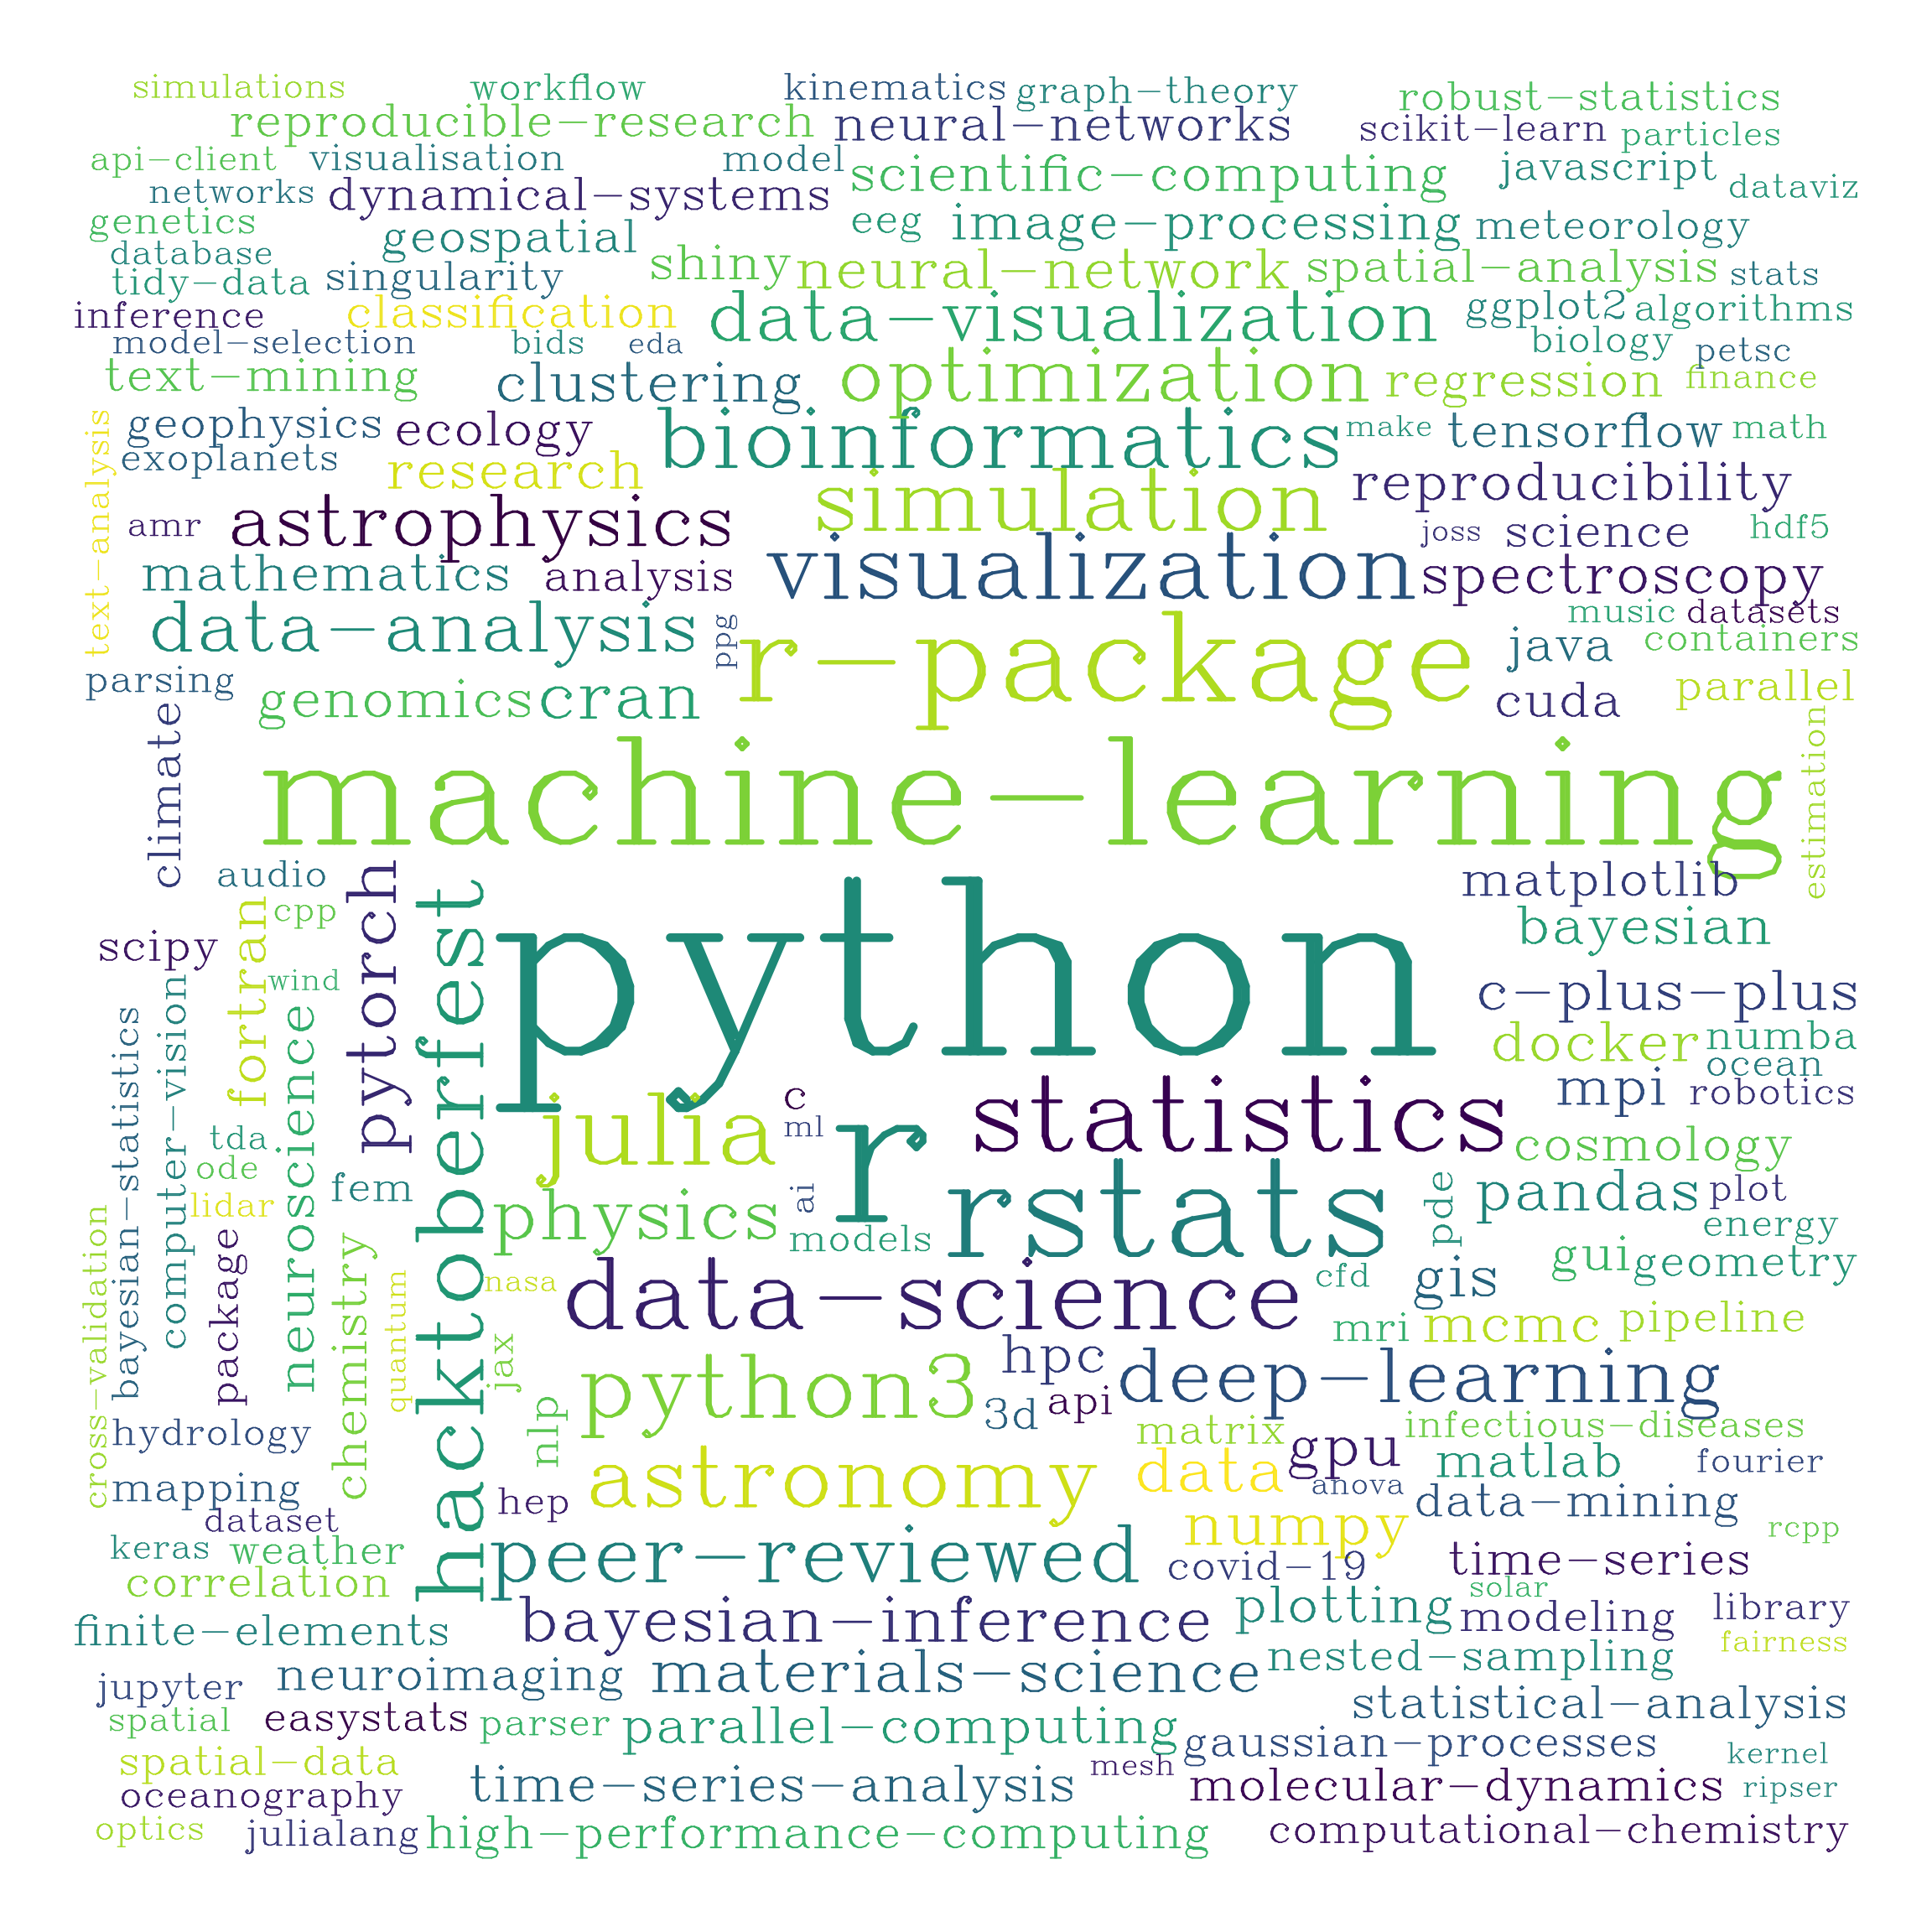 simulations
workflow
kinematics
graph-theory
robust-statistics
reproducible-research
neural-networks
scikit-learn
particles
api-client
visualisation
model
scientific-computing
javascript
dataviz
networks
dynamical-systems
genetics
geospatial
eeg
image-processing
meteorology
database
shiny
neural-network
spatial-analysis
stats
tidy-data
singularity
inference
classification
data-visualization
ggplot2
algorithms
model-selection
bids
eda
biology
petsc
text-mining
clustering
optimization
regression
finance
text-analysis
geophysics
ecology
bioinformatics
make
tensorflow
math
exoplanets
research
simulation
reproducibility
amr
astrophysics
joss
science
hdf5
mathematics
analysis
visualization
spectroscopy
data-analysis
ppg
r-package
music
datasets
java
containers
parsing
genomics
cran
cuda
parallel
climate
machine-learning
estimation
audio
pytorch
hacktoberfest
python
matplotlib
cpp
fortran
bayesian
scipy
wind
c-plus-plus
bayesian-statistics
computer-vision
neuroscience
docker
numba
ocean
julia
c
ml
r
statistics
mpi
robotics
tda
ode
lidar
fem
physics
ai
models
rstats
cosmology
pde
pandas
plot
energy
cross-validation
package
chemistry
quantum
nasa
data-science
cfd
gis
gui
geometry
jax
python3
hpc
mri
mcmc
pipeline
deep-learning
3d
api
hydrology
nlp
matrix
infectious-diseases
gpu
matlab
fourier
mapping
hep
astronomy
data
anova
data-mining
dataset
numpy
rcpp
keras
weather
peer-reviewed
covid-19
time-series
correlation
solar
finite-elements
bayesian-inference
plotting
modeling
library
fairness
jupyter
neuroimaging
materials-science
nested-sampling
spatial
easystats
parser
parallel-computing
statistical-analysis
gaussian-processes
kernel
spatial-data
mesh
oceanography
time-series-analysis
molecular-dynamics
ripser
optics
julialang
high-performance-computing
computational-chemistry